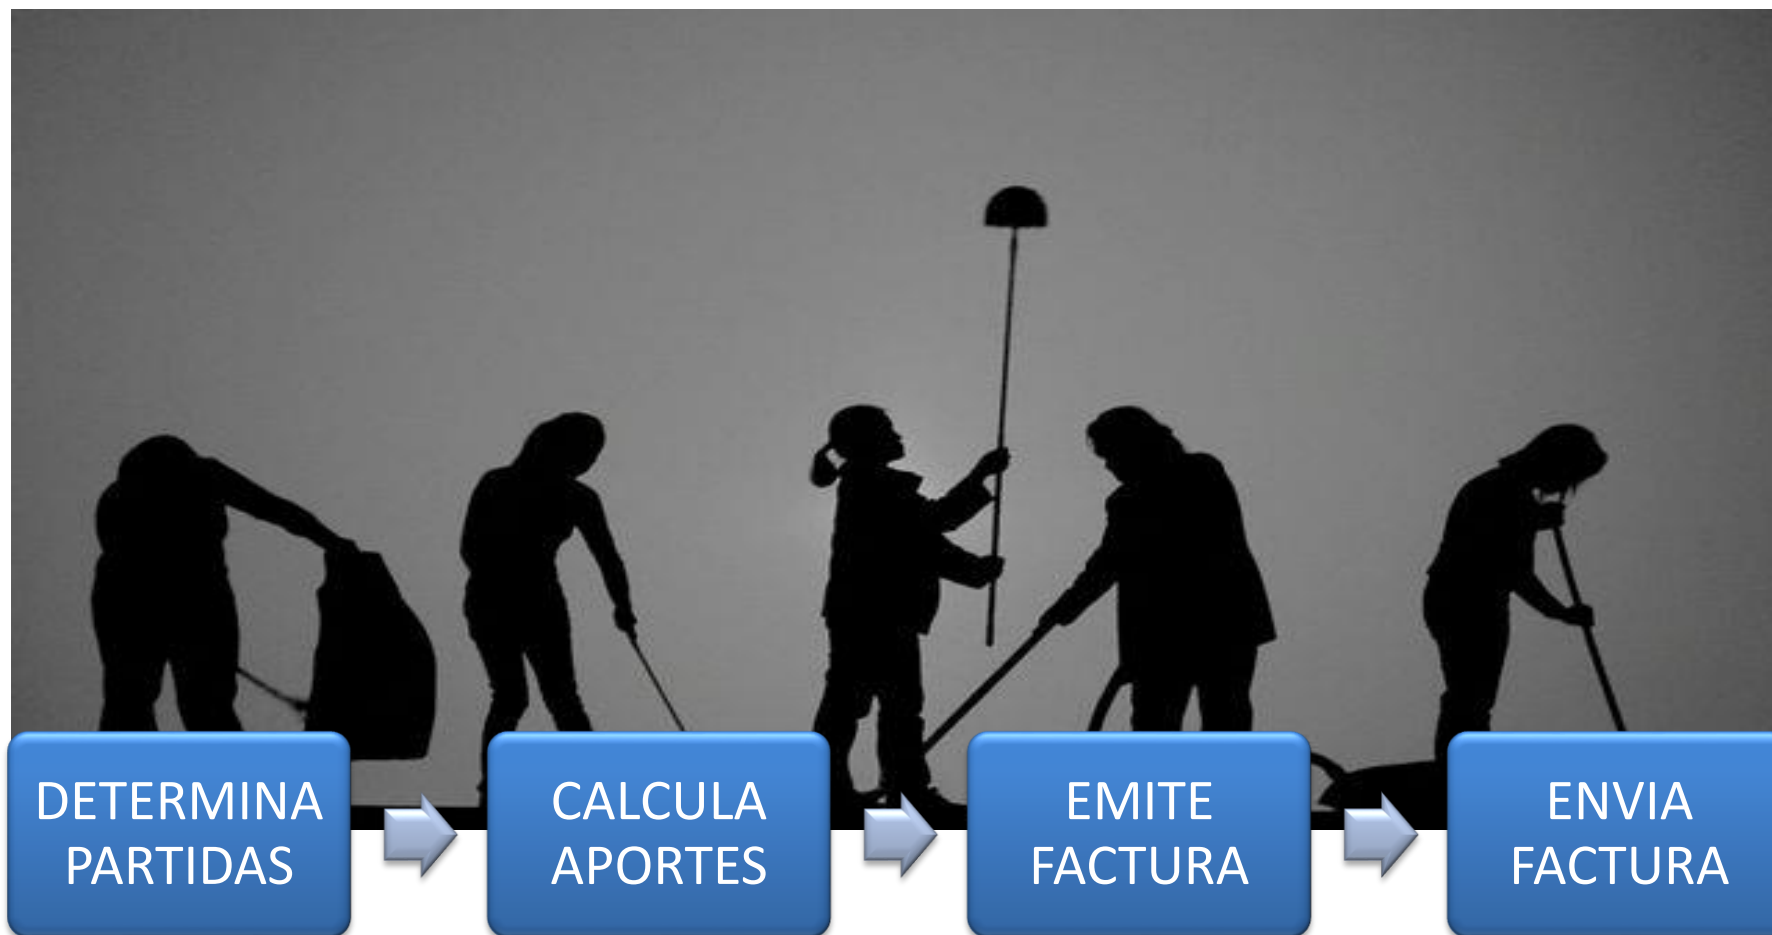 DETERMINA
PARTIDAS
CALCULA
APORTES
EMITE
FACTURA
ENVIA
FACTURA